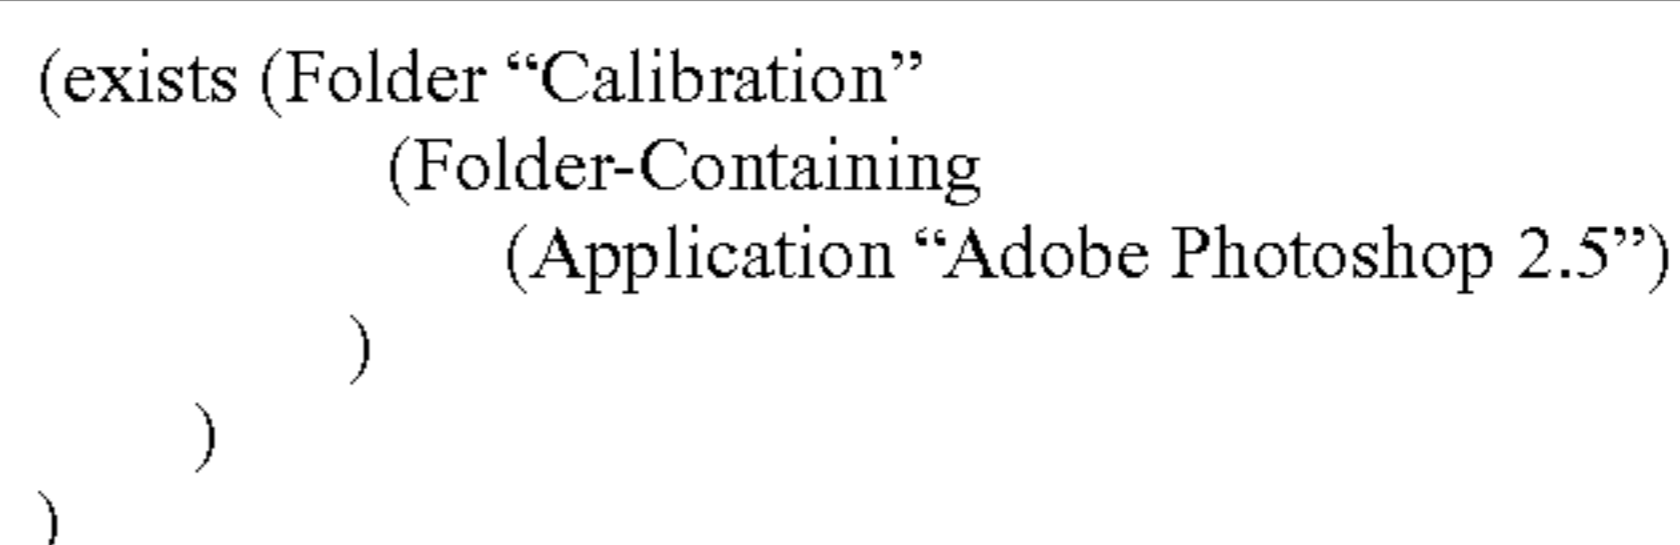 (exists (Folder “Calibration”
(Folder-Containing
(Application “Adobe Photoshop 2.5”)
)
)
)